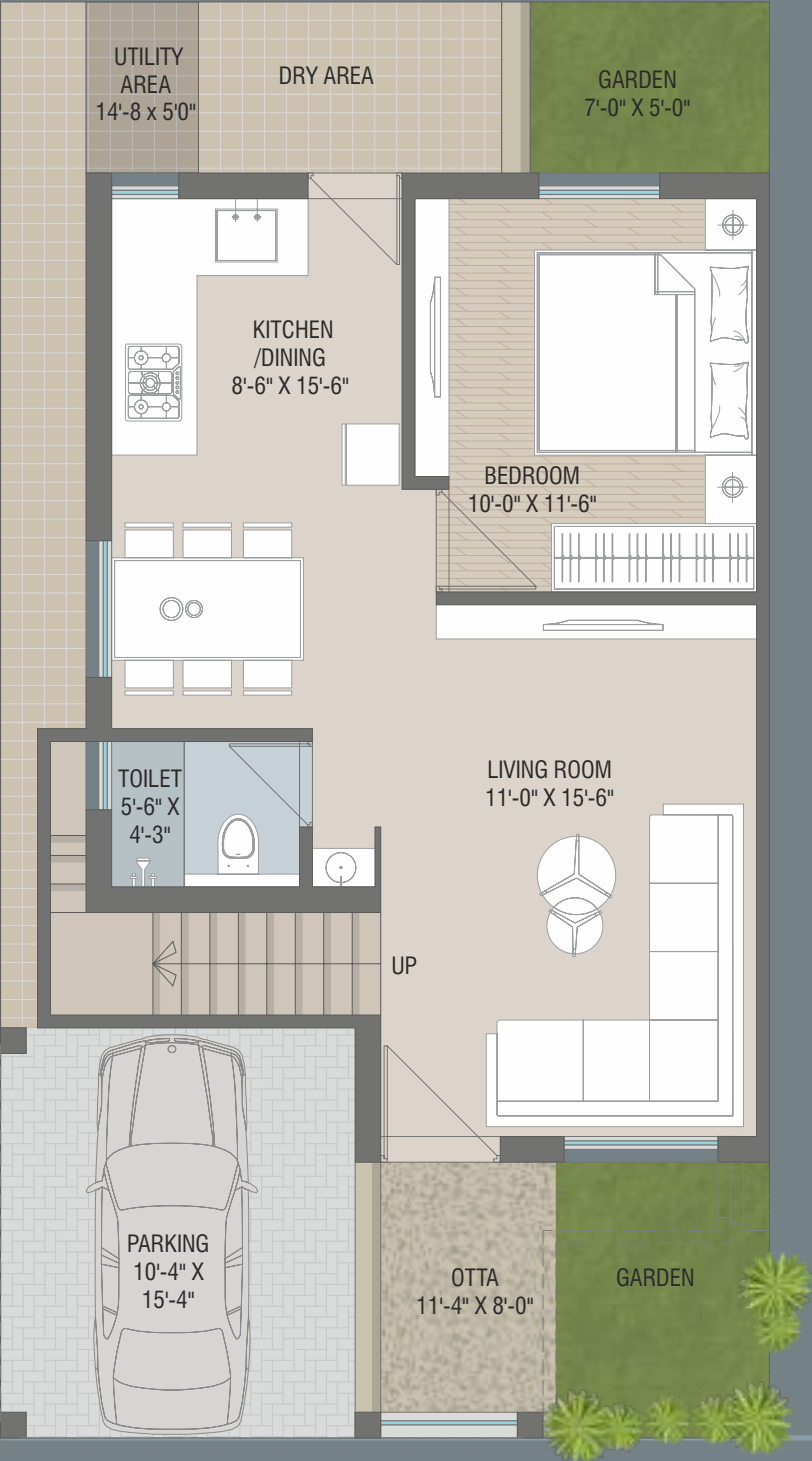 UTILITY
AREA
14'-8 x 5'0"
DRY AREA
GARDEN
7'-0" X 5'-0"
KITCHEN
/DINING
8'-6" X 15'-6"
BEDROOM
10'-0" X 11'-6"
TOILET
5'-6" X
4'-3"
LIVING ROOM
11'-0" X 15'-6"
UP
PARKING
10'-4" X
15'-4"
OTTA
11'-4" X 8'-0"
GARDEN